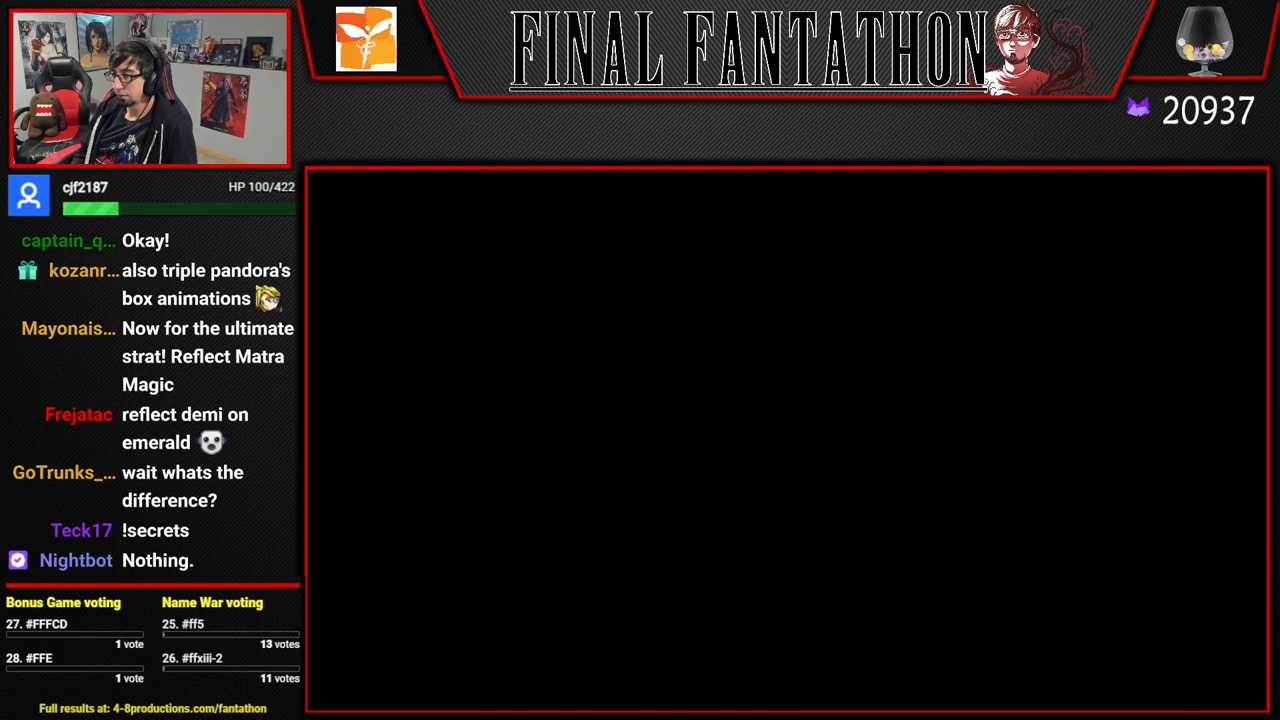 FINAL FANTATHON
20937
cjf2187 HP 100/422
captain_q... Okay!
kozanr... also triple pandora's
box animations
Mayonais... Now for the ultimate
strat! Reflect Matra
Magic
Frejatac reflect demi on
emerald
GoTrunks_... wait whats the
difference?
Teck17 !secrets
Nightbot Nothing.
Bonus Game voting Name War voting
27. #FFFCD 25. #ff5
1 vote 13 votes
28. #FFE 26. #ffxiii-2
1 vote 11 votes
Full results at: 4-8productions.com/fantathon